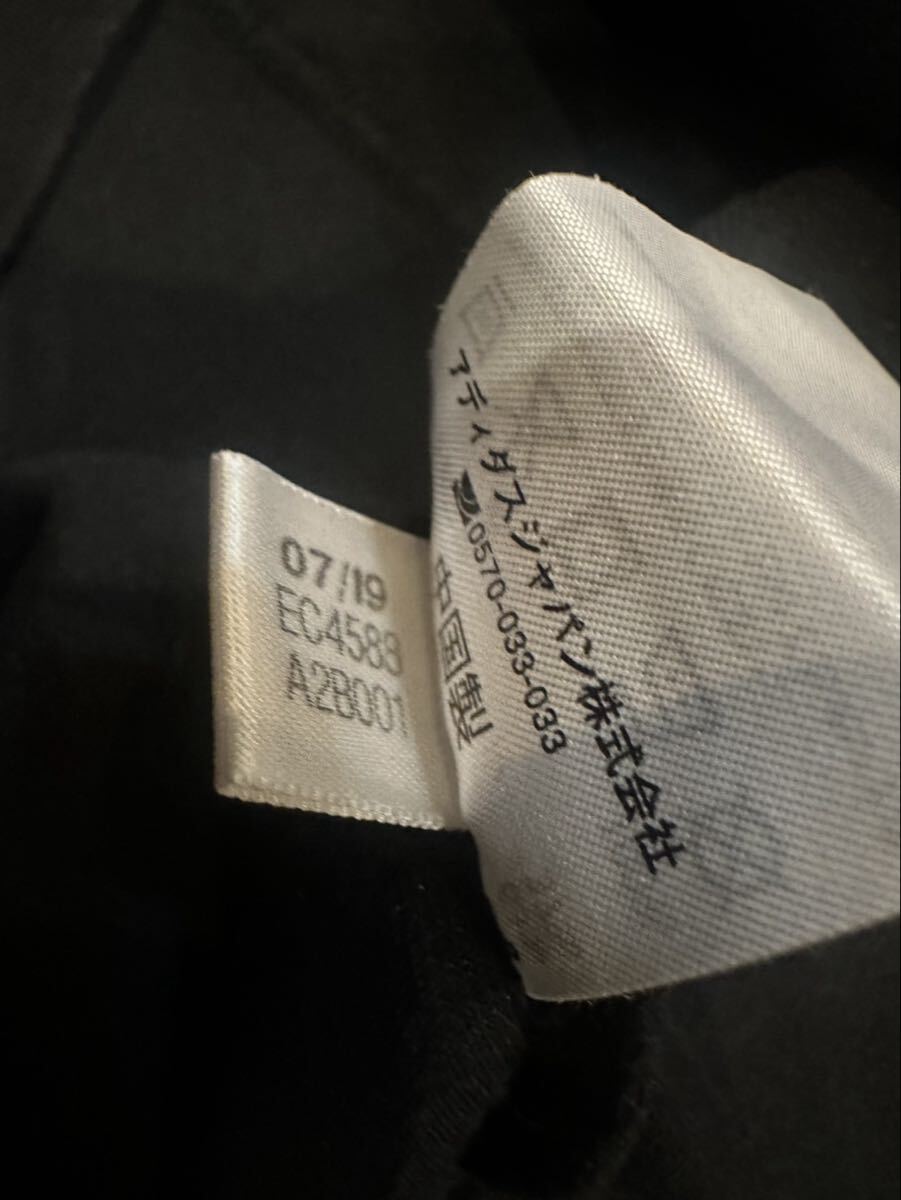 07/19
EC4588
A2B001
アディダスジャパン株式会社
0570-033-033
中国製